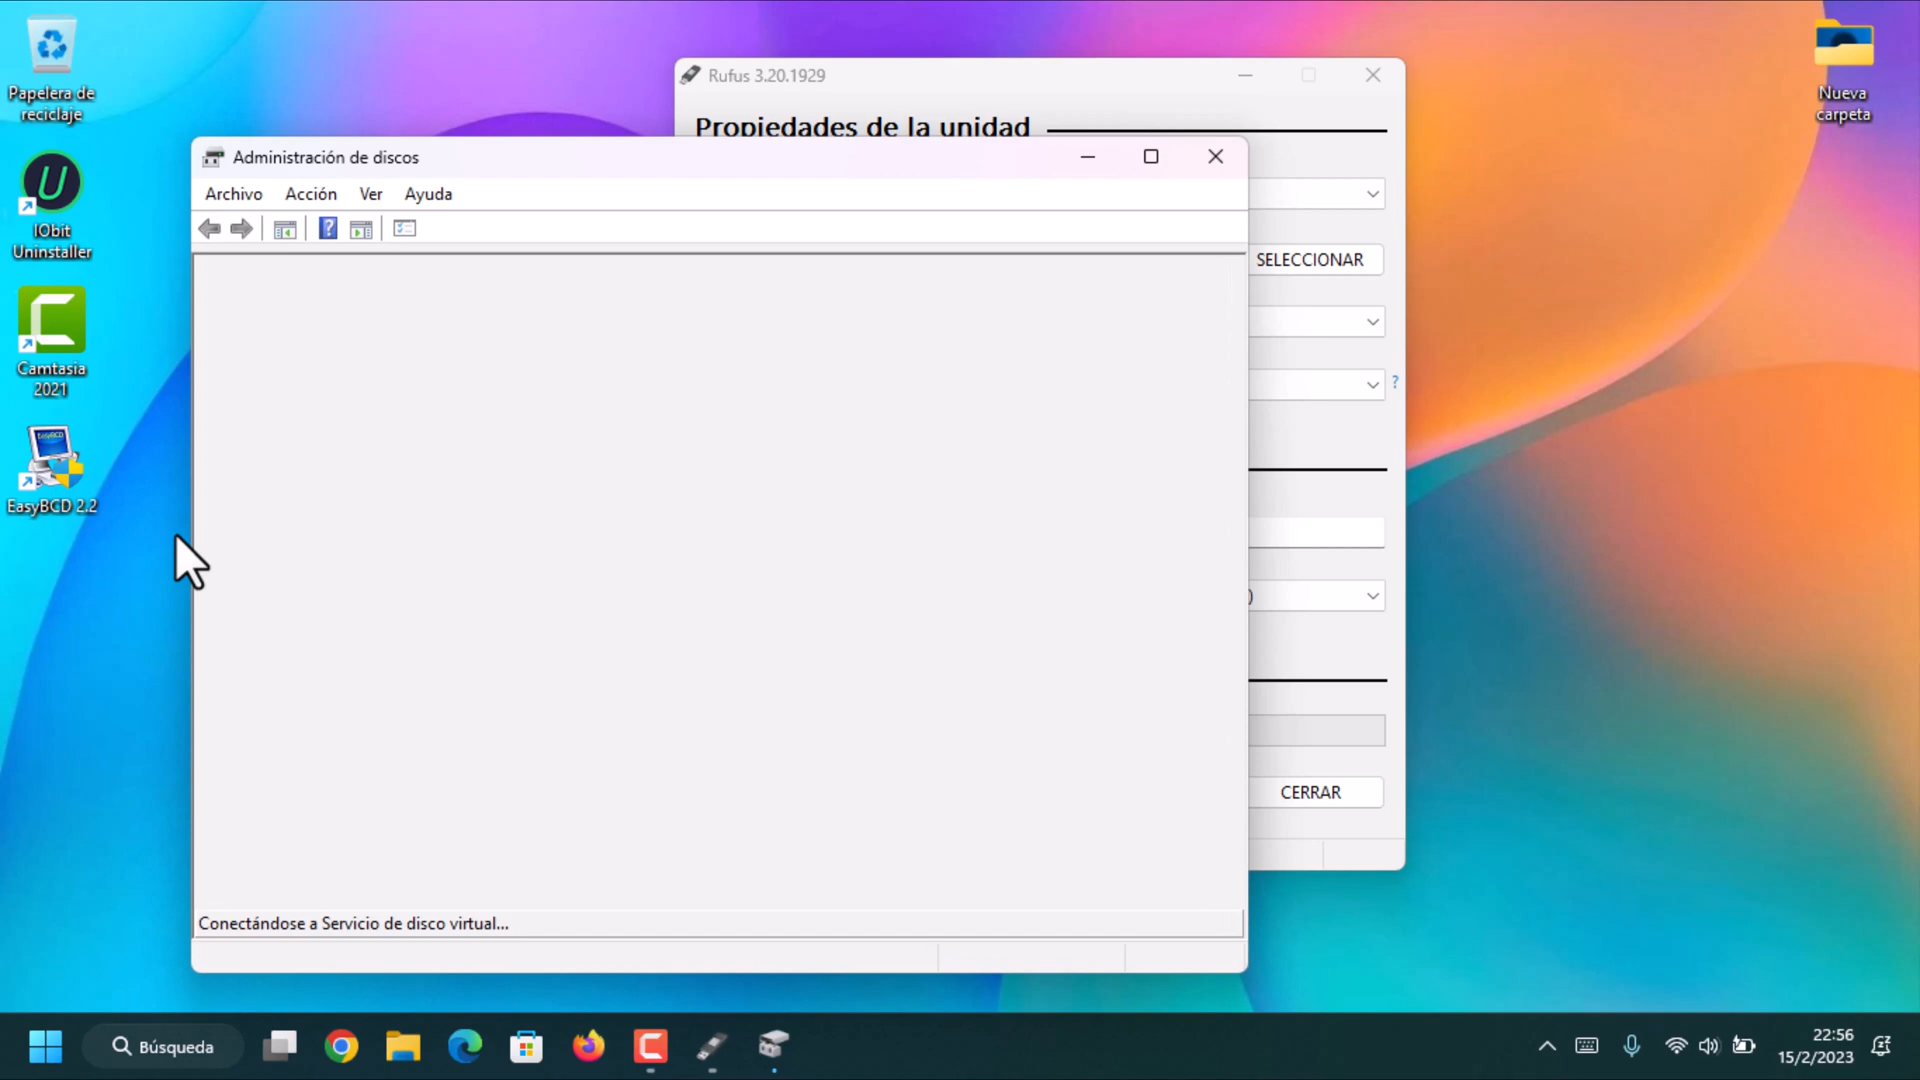 Papelera de
reciclaje
IObit
Uninstaller
Camtasia
2021
EasyBCD
EasyBCD 2.2
Nueva
carpeta
Rufus 3.20.1929
Propiedades de la unidad
SELECCIONAR
?
)
CERRAR
Administración de discos
Archivo Acción Ver Ayuda
?
Conectándose a Servicio de disco virtual...
Búsqueda
22:56
15/2/2023